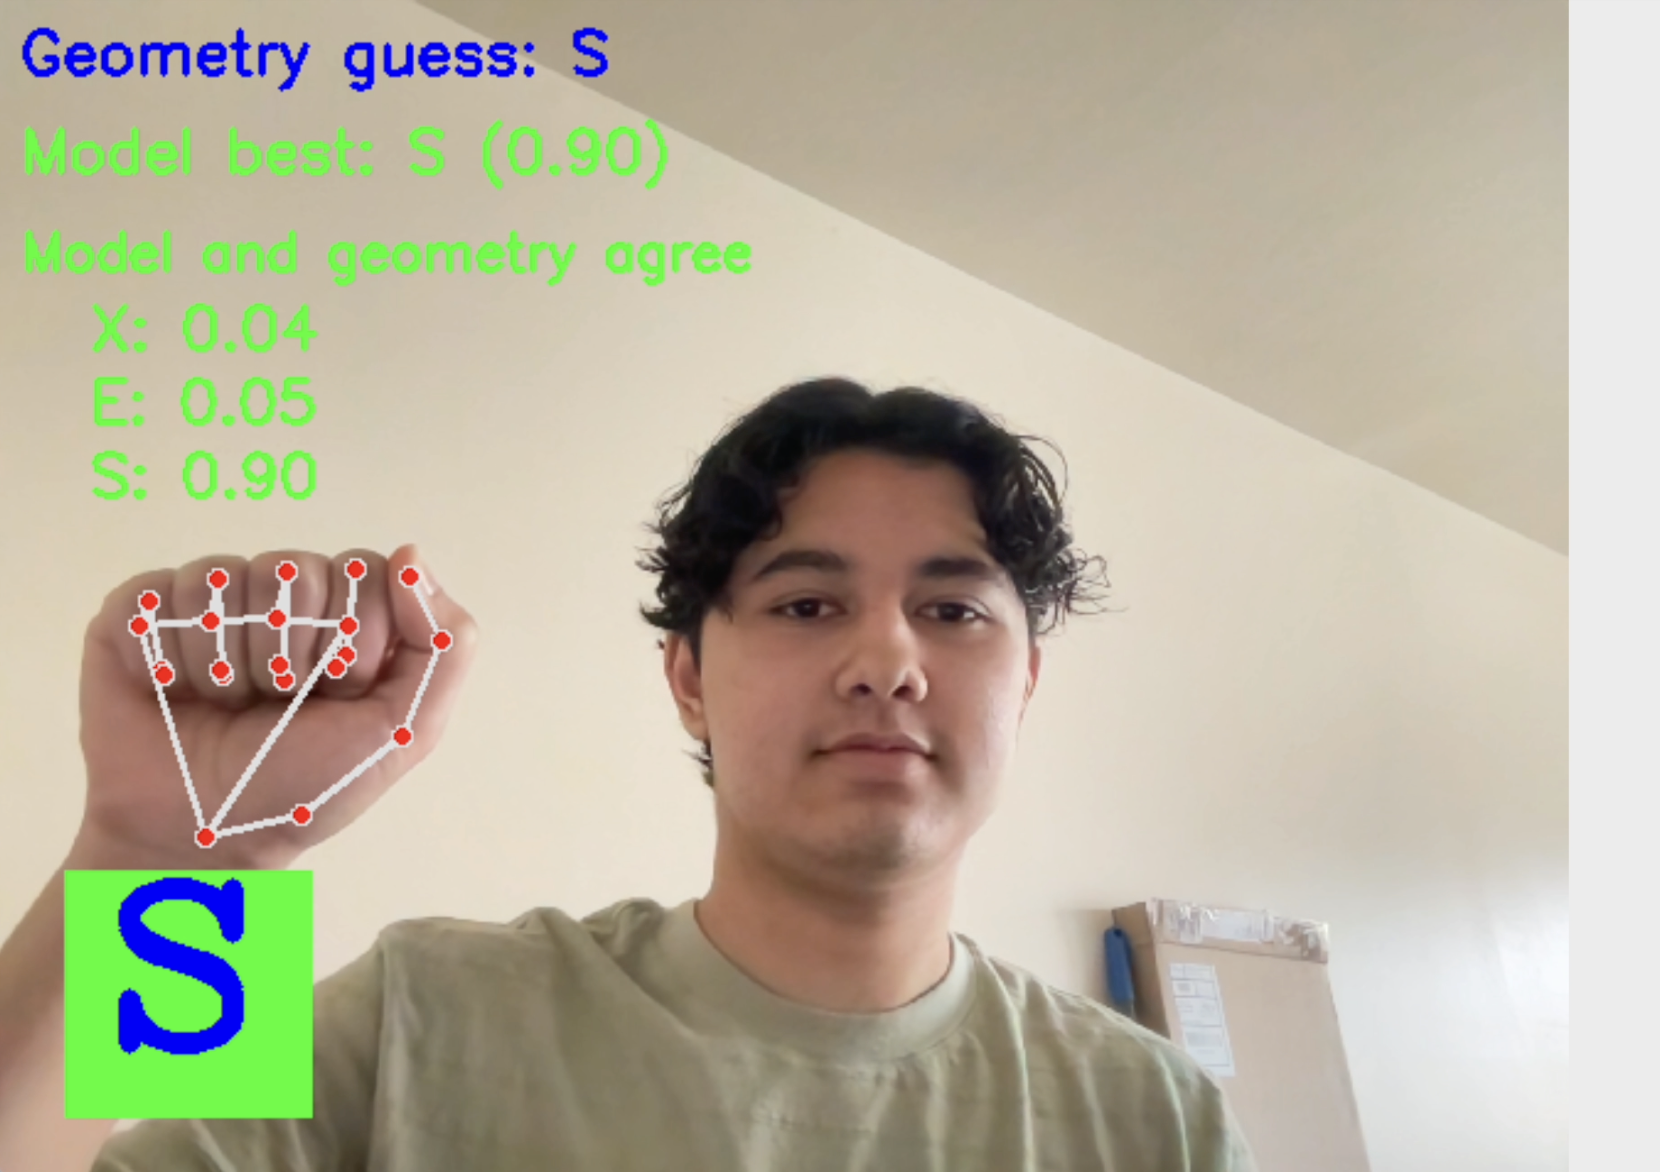 Geometry guess: S
Model best: S (0.90)
Model and geometry agree
X: 0.04
E: 0.05
S: 0.90
S